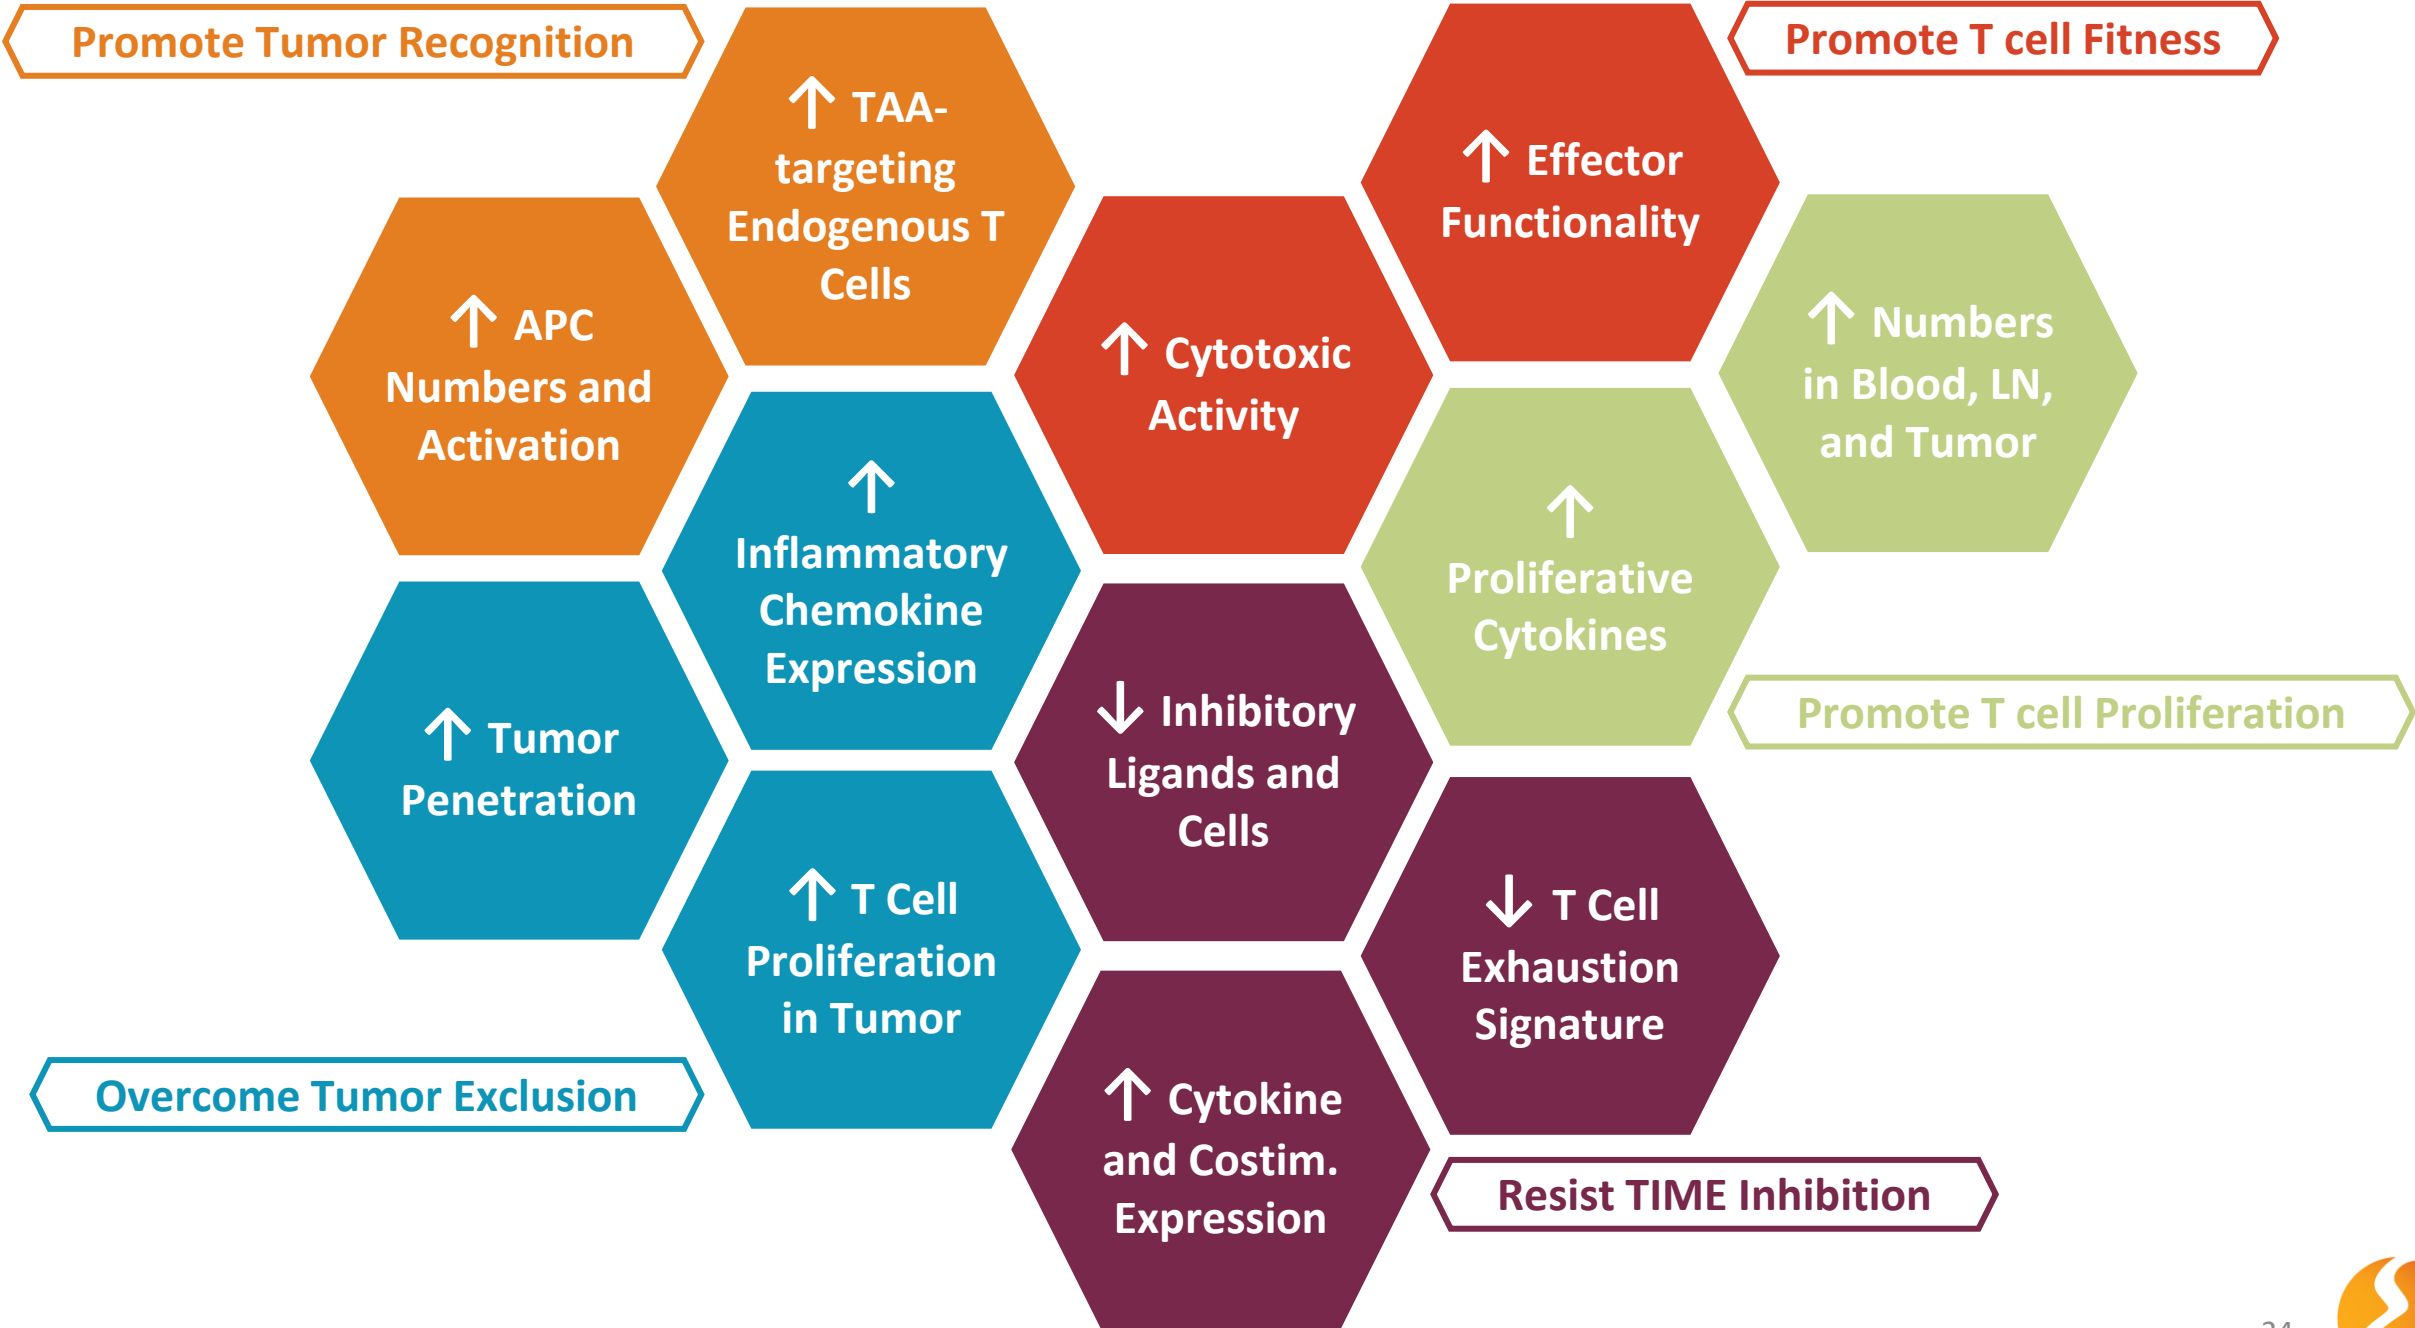 Promote Tumor Recognition
Promote T cell Fitness
↑ TAA-
targeting
Endogenous T
Cells
↑ Effector
Functionality
↑ APC
Numbers and
Activation
↑ Cytotoxic
Activity
↑ Numbers
in Blood, LN,
and Tumor
↑
Inflammatory
Chemokine
Expression
↑
Proliferative
Cytokines
↑ Tumor
Penetration
↓ Inhibitory
Ligands and
Cells
Promote T cell Proliferation
↑ T Cell
Proliferation
in Tumor
↓ T Cell
Exhaustion
Signature
Overcome Tumor Exclusion
↑ Cytokine
and Costim.
Expression
Resist TIME Inhibition